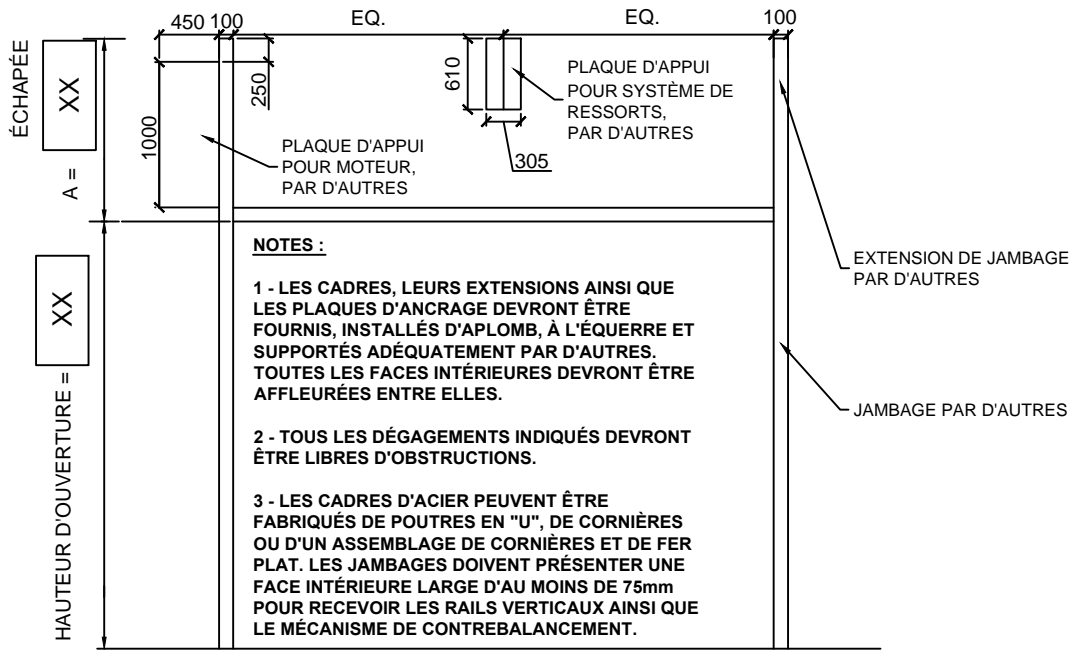 450 100 EQ. EQ. 100
ÉCHAPÉE
A = XX
1000
250
610
305
PLAQUE D'APPUI
POUR SYSTÈME DE
RESSORTS,
PAR D'AUTRES
PLAQUE D'APPUI
POUR MOTEUR,
PAR D'AUTRES
EXTENSION DE JAMBAGE
PAR D'AUTRES
JAMBAGE PAR D'AUTRES
HAUTEUR D'OUVERTURE = XX
NOTES :
1 - LES CADRES, LEURS EXTENSIONS AINSI QUE
LES PLAQUES D'ANCRAGE DEVRONT ÊTRE
FOURNIS, INSTALLÉS D'APLOMB, À L'ÉQUERRE ET
SUPPORTÉS ADÉQUATEMENT PAR D'AUTRES.
TOUTES LES FACES INTÉRIEURES DEVRONT ÊTRE
AFFLEURÉES ENTRE ELLES.
2 - TOUS LES DÉGAGEMENTS INDIQUÉS DEVRONT
ÊTRE LIBRES D'OBSTRUCTIONS.
3 - LES CADRES D'ACIER PEUVENT ÊTRE
FABRIQUÉS DE POUTRES EN "U", DE CORNIÈRES
OU D'UN ASSEMBLAGE DE CORNIÈRES ET DE FER
PLAT. LES JAMBAGES DOIVENT PRÉSENTER UNE
FACE INTÉRIEURE LARGE D'AU MOINS DE 75mm
POUR RECEVOIR LES RAILS VERTICAUX AINSI QUE
LE MÉCANISME DE CONTREBALANCEMENT.